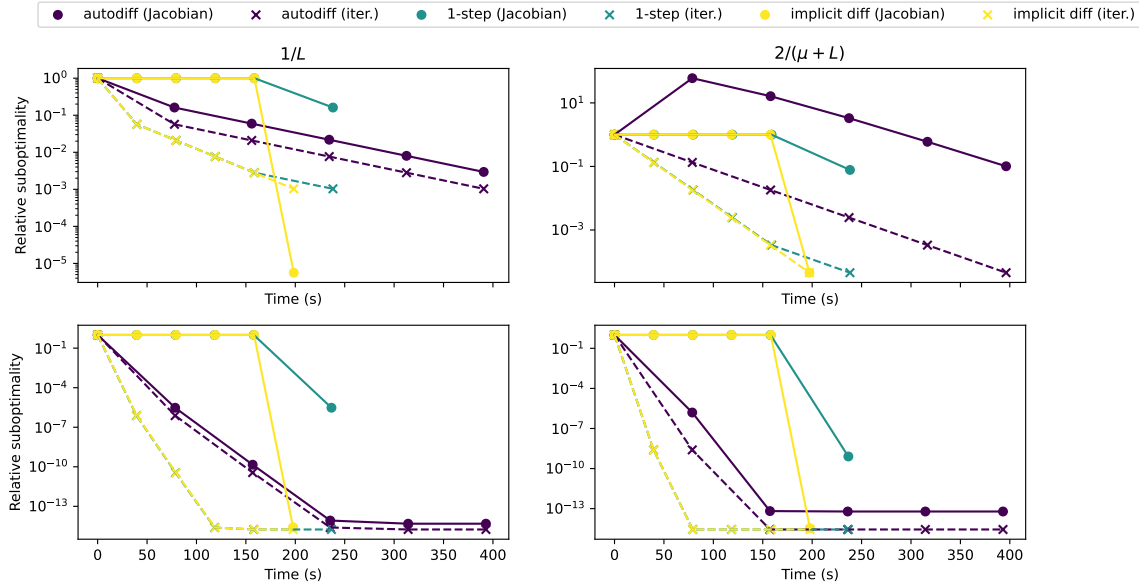 autodiff (Jacobian) autodiff (iter.) 1-step (Jacobian) 1-step (iter.) implicit diff (Jacobian) implicit diff (iter.)
1/L
2/(μ + L)
Relative suboptimality
10⁰
10⁻¹
10⁻²
10⁻³
10⁻⁴
10⁻⁵
Time (s)
10¹
10⁻¹
10⁻³
Time (s)
Relative suboptimality
10⁻¹
10⁻⁴
10⁻⁷
10⁻¹⁰
10⁻¹³
0 50 100 150 200 250 300 350 400
Time (s)
10⁻¹
10⁻⁴
10⁻⁷
10⁻¹⁰
10⁻¹³
0 50 100 150 200 250 300 350 400
Time (s)